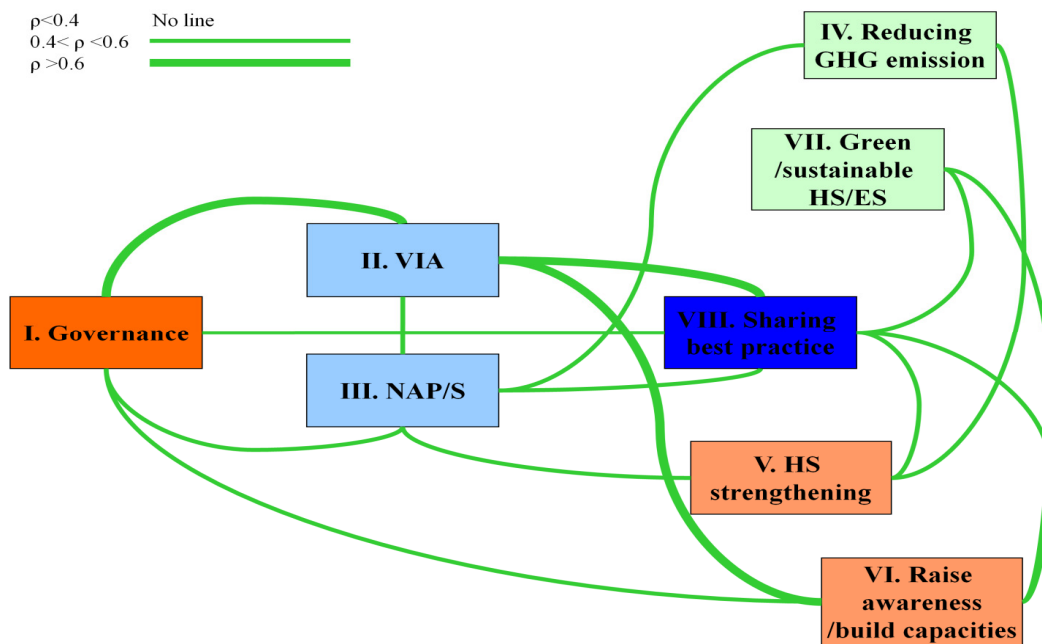 ρ<0.4 No line
0.4< ρ <0.6
ρ >0.6
IV. Reducing
GHG emission
VII. Green
/sustainable
HS/ES
II. VIA
I. Governance
VIII. Sharing
best practice
III. NAP/S
V. HS
strengthening
VI. Raise
awareness
/build capacities